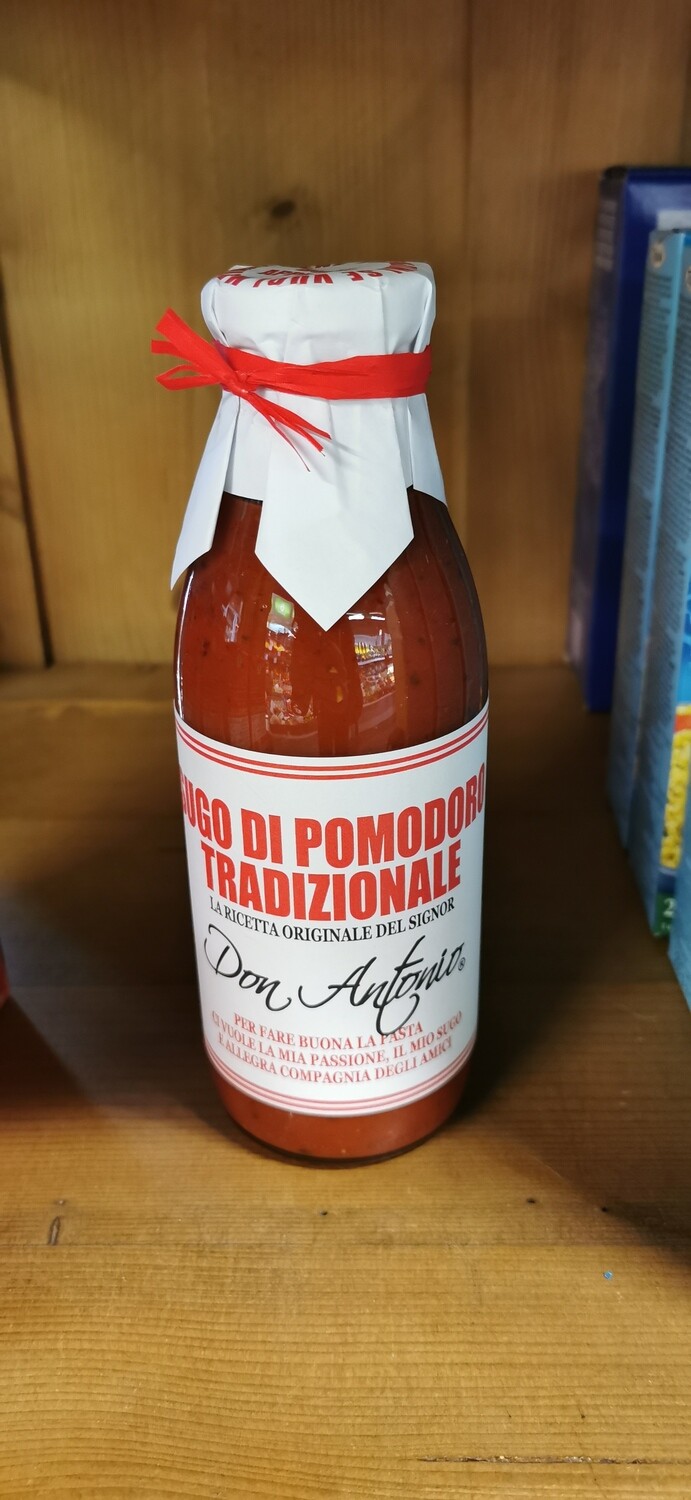 SUGO DI POMODORO
TRADIZIONALE
LA RICETTA ORIGINALE DEL SIGNOR
Don Antonio®
PER FARE BUONA LA PASTA
CI VUOLE LA MIA PASSIONE, IL MIO SUGO
E ALLEGRA COMPAGNIA DEGLI AMICI